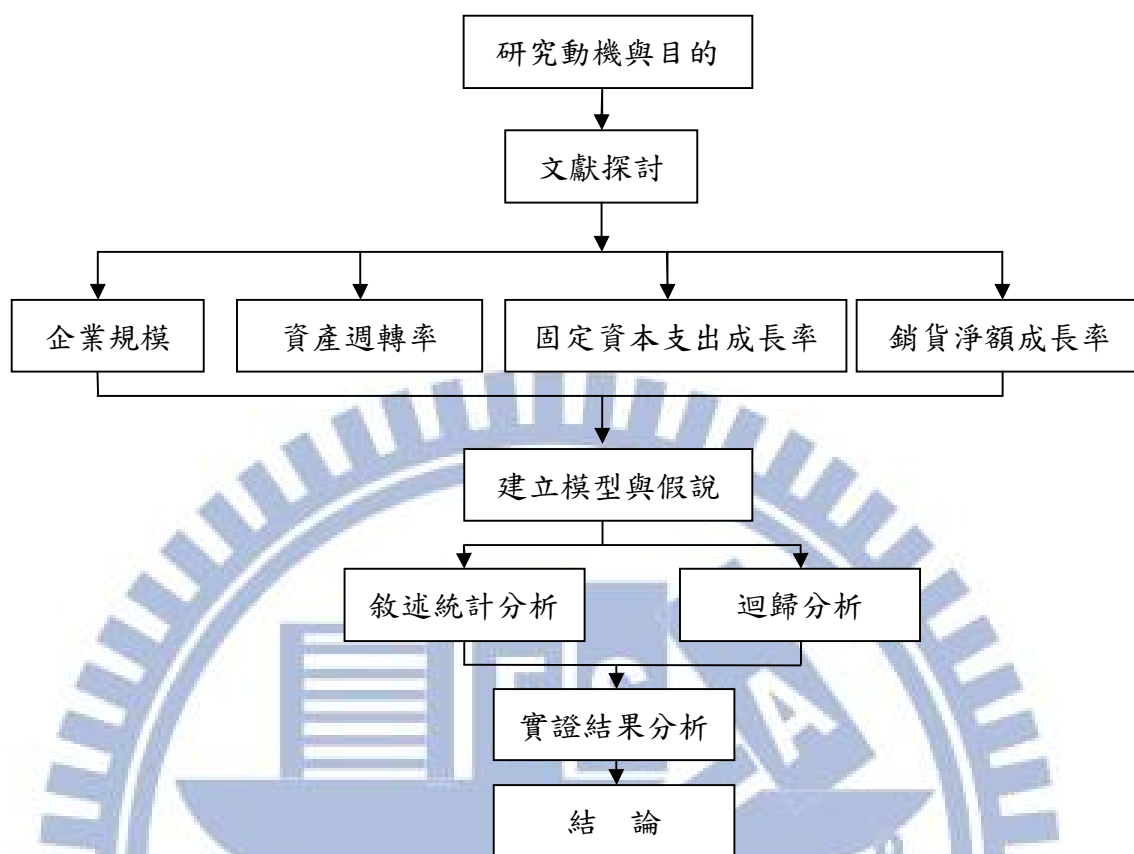 研究動機與目的
文獻探討
企業規模
資產週轉率
固定資本支出成長率
銷貨淨額成長率
建立模型與假說
敘述統計分析
迴歸分析
實證結果分析
結 論